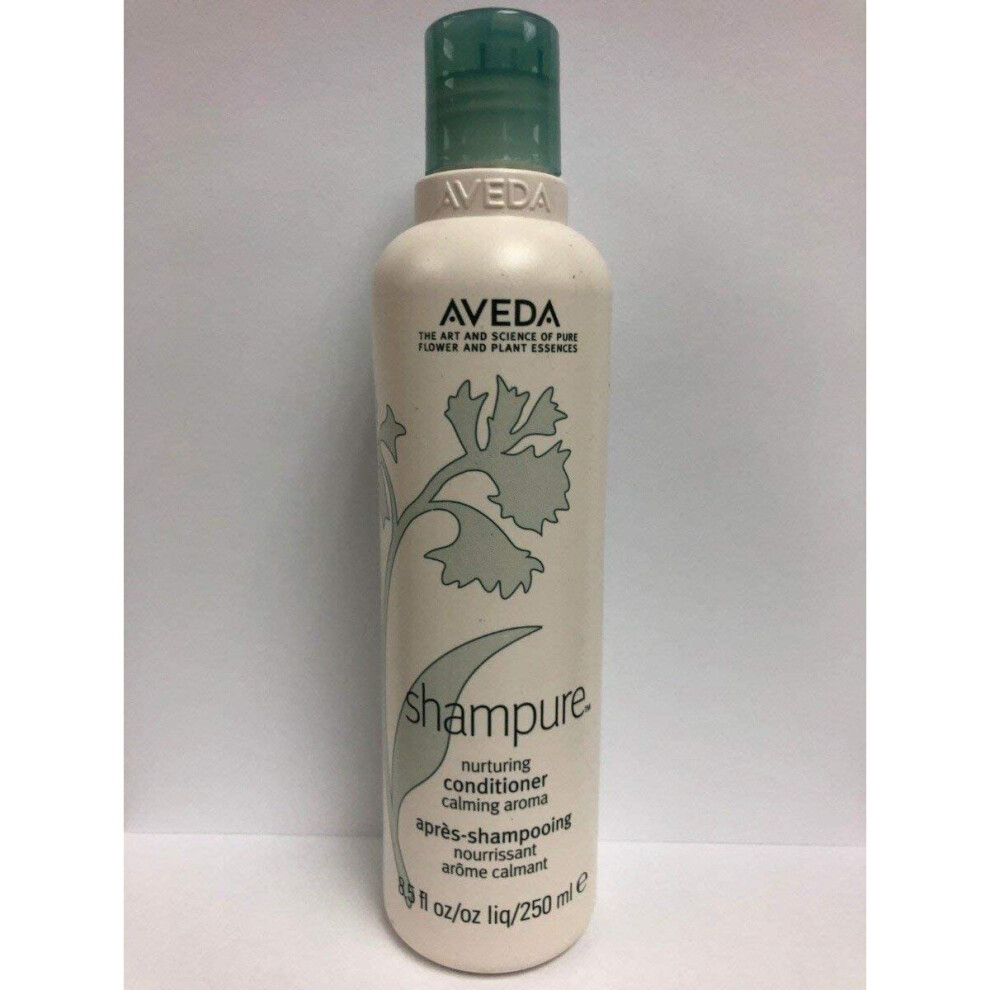 AVEDA
AVEDA
THE ART AND SCIENCE OF PURE
FLOWER AND PLANT ESSENCES
shampure™
nurturing
conditioner
calming aroma
après-shampooing
nourrissant
arôme calmant
8.5 fl oz/oz liq/250 ml ℮